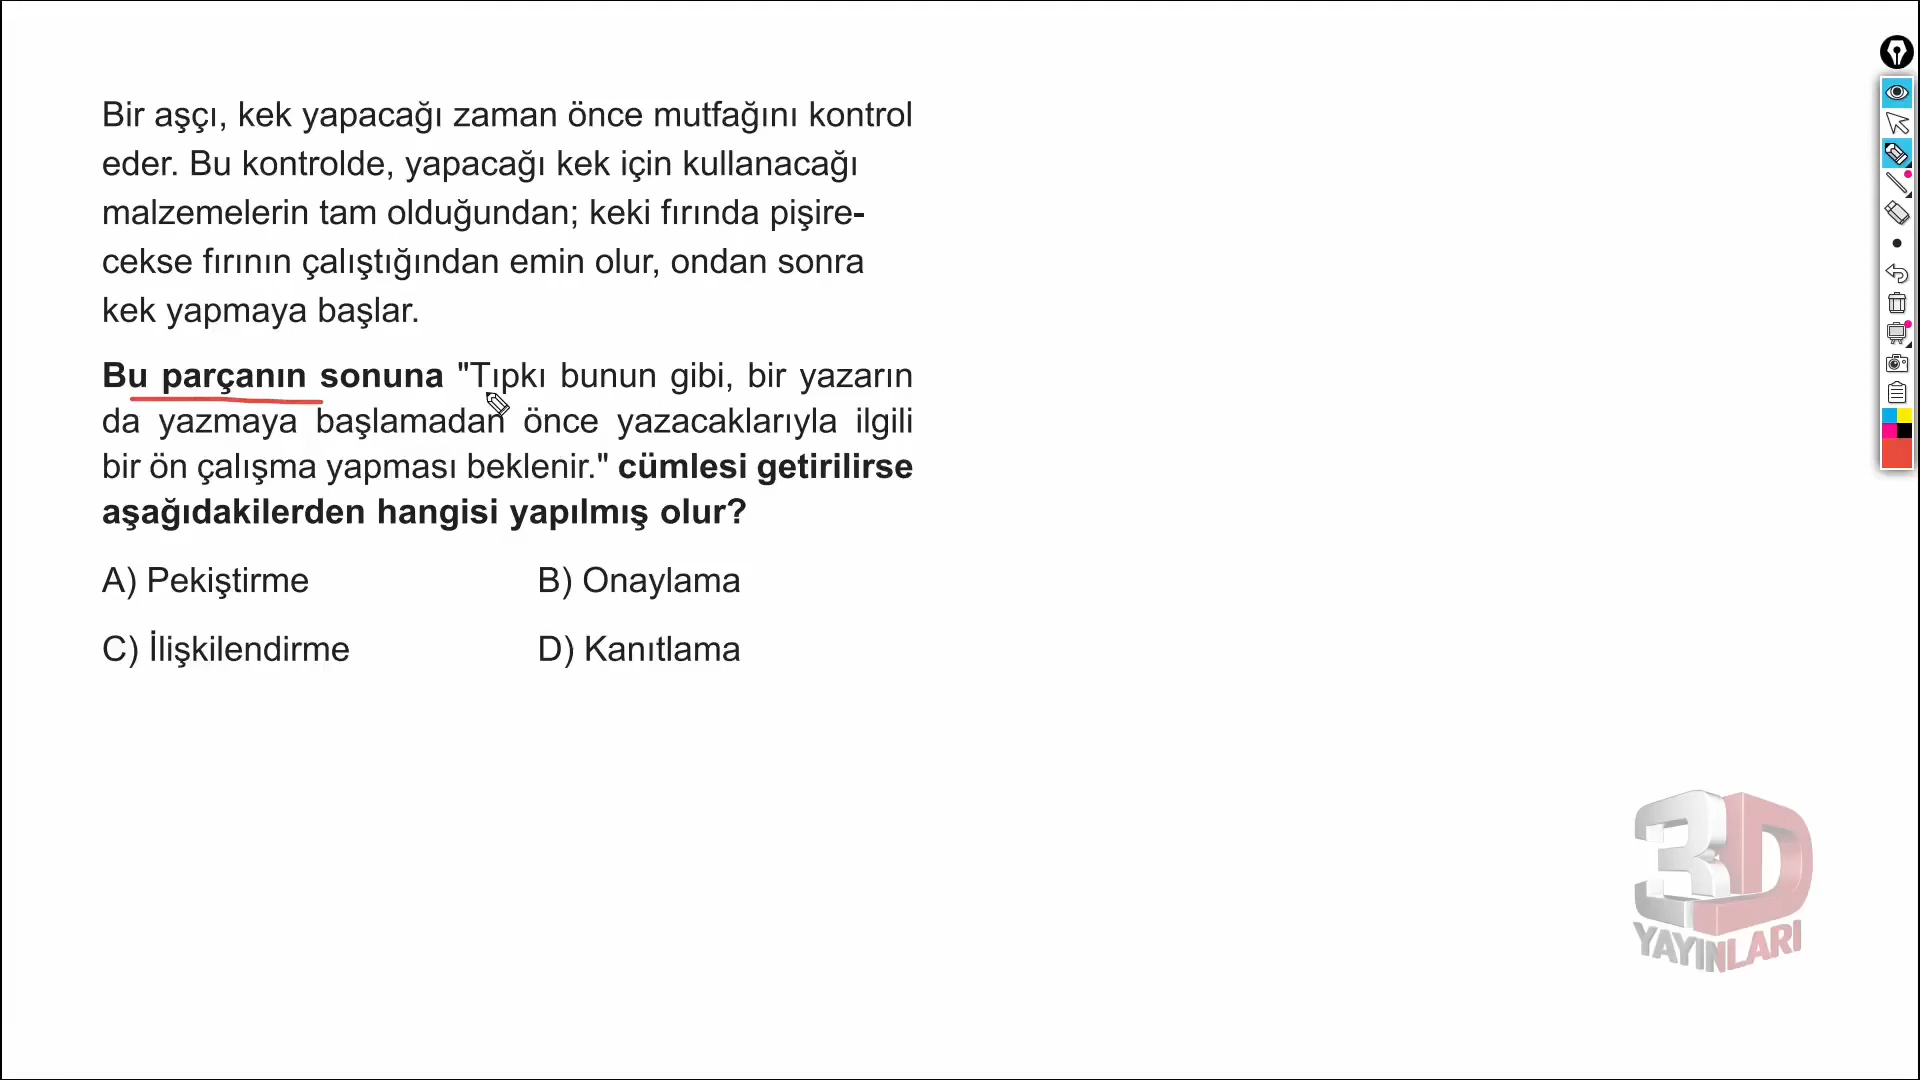 Bir aşçı, kek yapacağı zaman önce mutfağını kontrol
eder. Bu kontrolde, yapacağı kek için kullanacağı
malzemelerin tam olduğundan; keki fırında pişire-
cekse fırının çalıştığından emin olur, ondan sonra
kek yapmaya başlar.
Bu parçanın sonuna "Tıpkı bunun gibi, bir yazarın
da yazmaya başlamadan önce yazacaklarıyla ilgili
bir ön çalışma yapması beklenir." cümlesi getirilirse
aşağıdakilerden hangisi yapılmış olur?
A) Pekiştirme B) Onaylama
C) İlişkilendirme D) Kanıtlama
3D
YAYINLARI